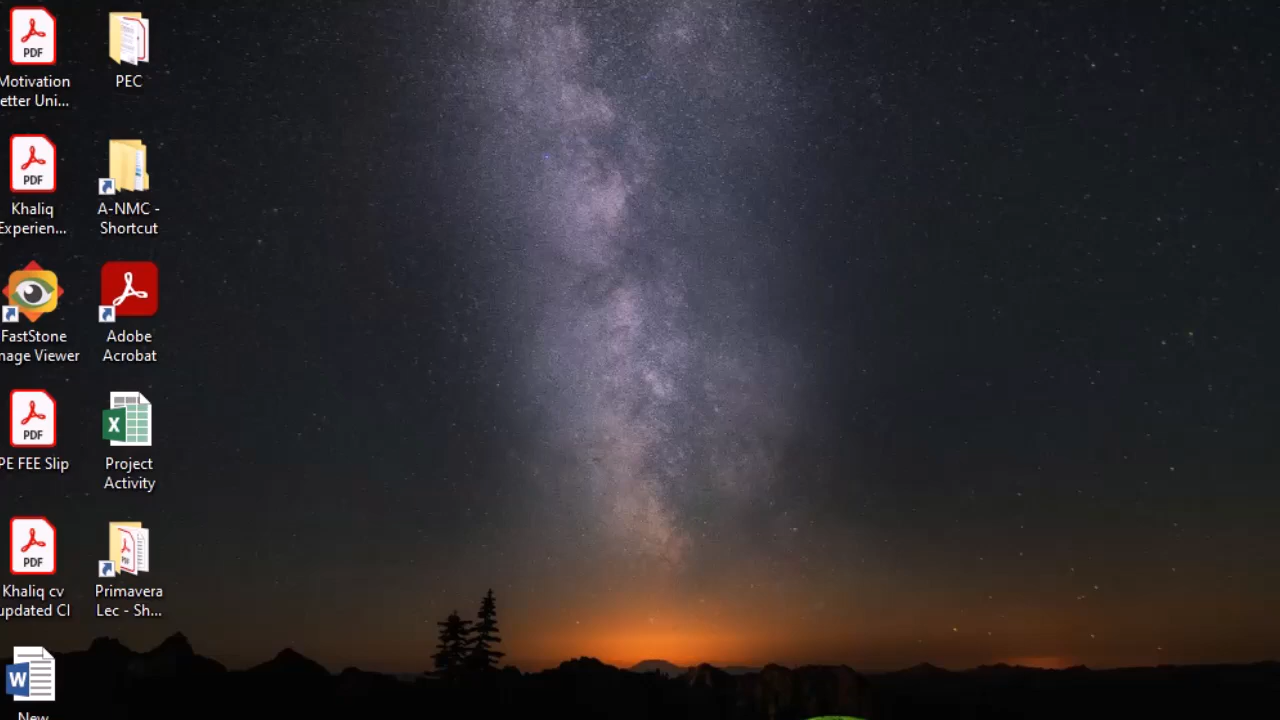 Motivation
etter Uni...
PEC
Khaliq
Experien...
A-NMC -
Shortcut
FastStone
mage Viewer
Adobe
Acrobat
PE FEE Slip
Project
Activity
Khaliq cv
updated CI
Primavera
Lec - Sh...
New
PDF
PDF
PDF
PDF
X
W